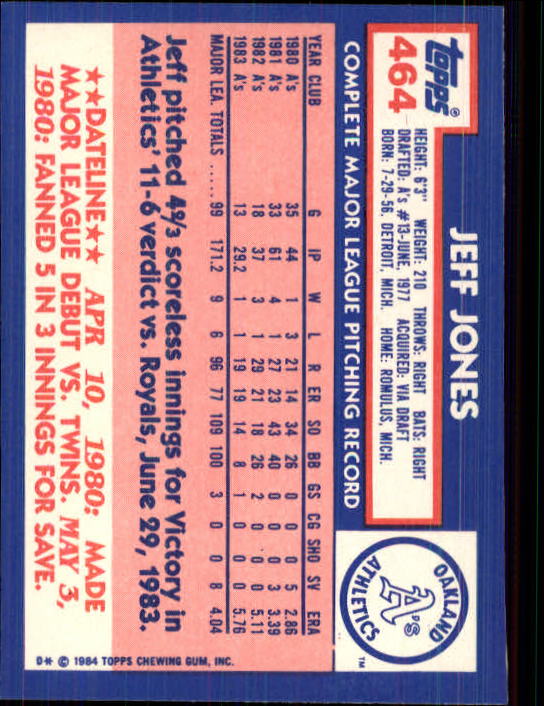 topps©
464
JEFF JONES
HEIGHT: 6'3" WEIGHT: 210 THROWS: RIGHT BATS: RIGHT
DRAFTED: A's #13-JUNE, 1977 ACQUIRED: VIA DRAFT
BORN: 7-29-56, DETROIT, MICH. HOME: ROMULUS, MICH.
OAKLAND
A's
ATHLETICS
TM
COMPLETE MAJOR LEAGUE PITCHING RECORD
YEAR CLUB G IP W L R ER SO BB GS CG SHO SV ERA
1980 A's 35 44 1 3 21 14 34 26 0 0 0 5 2.86
1981 A's 33 61 4 1 27 23 43 40 0 0 0 3 3.39
1982 A's 18 37 3 1 29 21 18 26 2 0 0 0 5.11
1983 A's 13 29.2 1 1 19 19 14 8 1 0 0 0 5.76
MAJOR LEA. TOTALS ..... 99 171.2 9 6 96 77 109 100 3 0 0 8 4.04
Jeff pitched 4⅔ scoreless innings for Victory in
Athletics' 11-6 verdict vs. Royals, June 29, 1983.
★★DATELINE★★ APR 10, 1980: MADE
MAJOR LEAGUE DEBUT VS. TWINS. MAY 3,
1980: FANNED 5 IN 3 INNINGS FOR SAVE.
D* © 1984 TOPPS CHEWING GUM, INC.